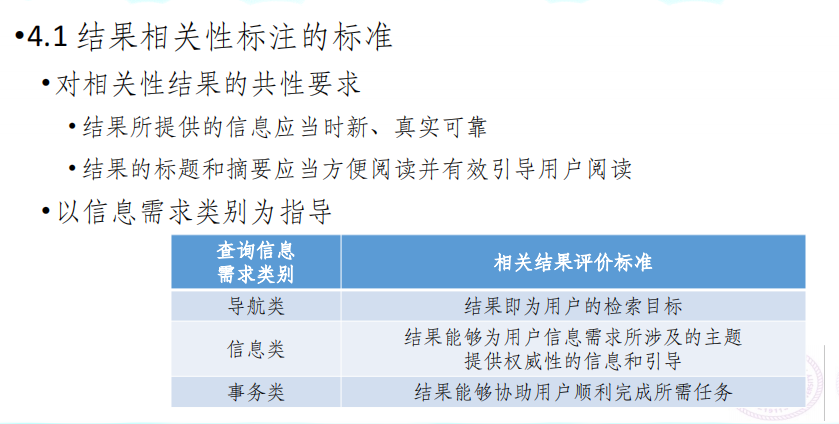 •4.1 结果相关性标注的标准
•对相关性结果的共性要求
•结果所提供的信息应当时新、真实可靠
•结果的标题和摘要应当方便阅读并有效引导用户阅读
•以信息需求类别为指导
查询信息
需求类别
相关结果评价标准
导航类
结果即为用户的检索目标
信息类
结果能够为用户信息需求所涉及的主题
提供权威性的信息和引导
事务类
结果能够协助用户顺利完成所需任务